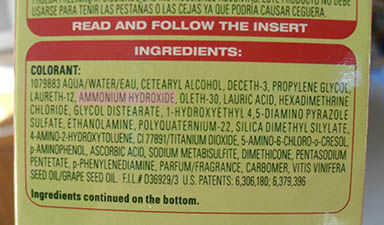 USARSE PARA TEÑIR LAS PESTAÑAS O LAS CEJAS YA QUE PODRÍA CAUSAR CEGUERA.
READ AND FOLLOW THE INSERT
INGREDIENTS:
COLORANT:
1079883 AQUA/WATER/EAU, CETEARYL ALCOHOL, DECETH-3, PROPYLENE GLYCOL,
LAURETH-12, AMMONIUM HYDROXIDE, OLETH-30, LAURIC ACID, HEXADIMETHRINE
CHLORIDE, GLYCOL DISTEARATE, 1-HYDROXYETHYL 4,5-DIAMINO PYRAZOLE
SULFATE, ETHANOLAMINE, POLYQUATERNIUM-22, SILICA DIMETHYL SILYLATE,
4-AMINO-2-HYDROXYTOLUENE, CI 77891/TITANIUM DIOXIDE, 5-AMINO-6-CHLORO-o-CRESOL,
p-AMINOPHENOL, ASCORBIC ACID, SODIUM METABISULFITE, DIMETHICONE, PENTASODIUM
PENTETATE, p-PHENYLENEDIAMINE, PARFUM/FRAGRANCE, CARBOMER, VITIS VINIFERA
SEED OIL/GRAPE SEED OIL. F.I.L# D36929/3 U.S. PATENTS: 6,306,180; 6,379,396
Ingredients continued on the bottom.